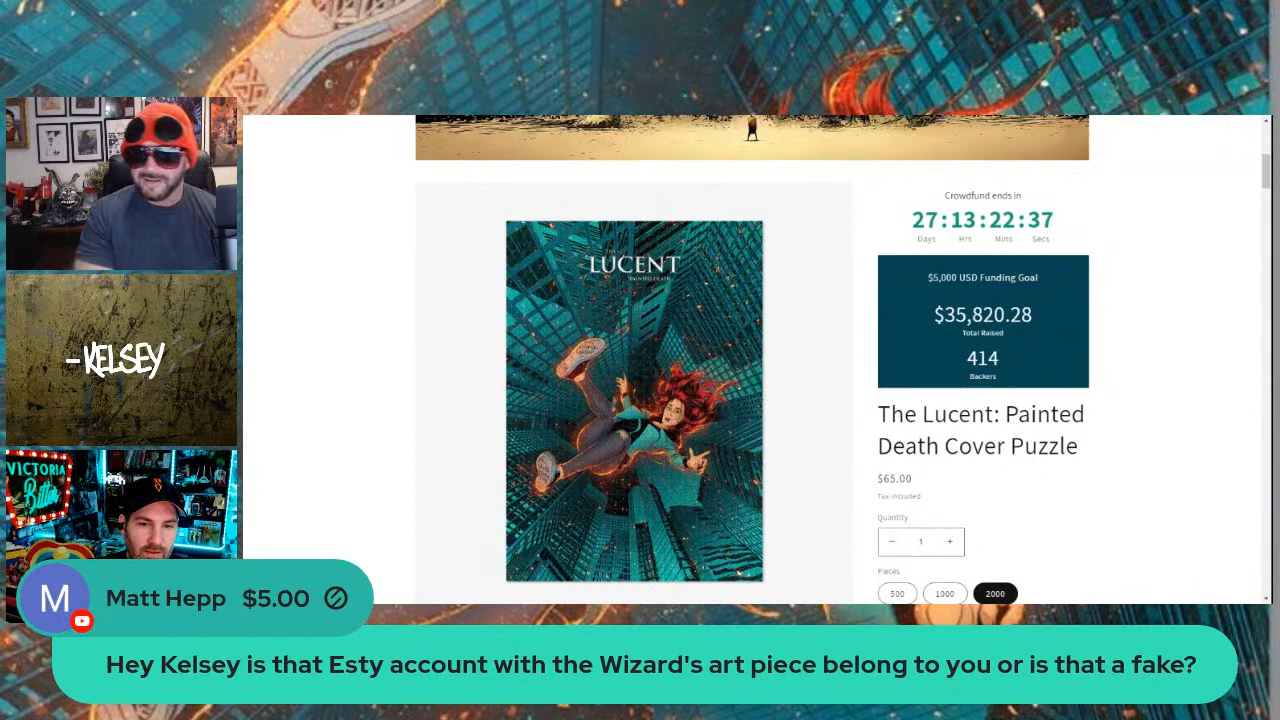 Crowdfund ends in
27:13:22:37
Days Hrs Mins Secs
$5,000 USD Funding Goal
$35,820.28
Total Raised
414
Backers
LUCENT
PAINTED DEATH
The Lucent: Painted
Death Cover Puzzle
$65.00
Tax included.
Quantity
− 1 +
Pieces
500 1000 2000
-KELSEY
VICTORIA
Bitter
M
Matt Hepp $5.00
Hey Kelsey is that Esty account with the Wizard's art piece belong to you or is that a fake?